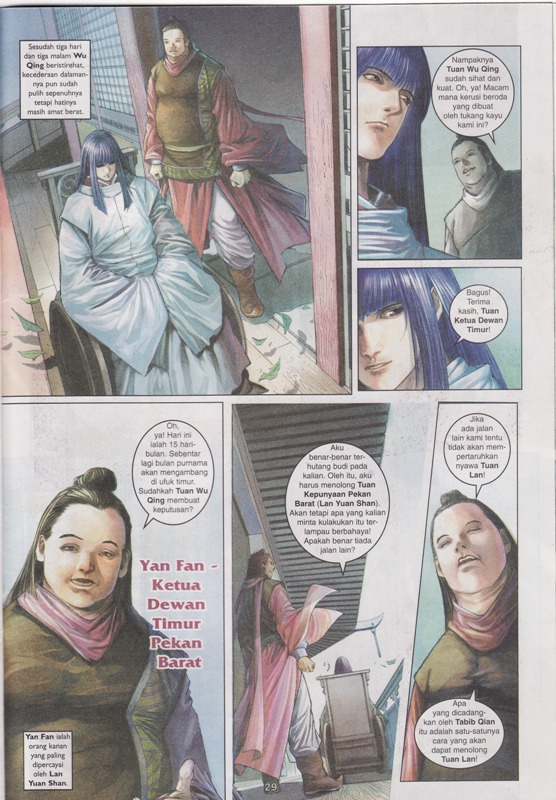 Sesudah tiga hari
dan tiga malam Wu
Qing beristirehat,
kecederaan dalaman-
nya pun sudah
pulih sepenuhnya
tetapi hatinya
masih amat berat.
Nampaknya
Tuan Wu Qing
sudah sihat dan
kuat. Oh, ya! Macam
mana kerusi beroda
yang dibuat
oleh tukang kayu
kami ini?
Bagus!
Terima
kasih, Tuan
Ketua Dewan
Timur!
Oh,
ya! Hari ini
ialah 15 hari-
bulan. Sebentar
lagi bulan purnama
akan mengambang
di ufuk timur.
Sudahkah Tuan Wu
Qing membuat
keputusan?
Yan Fan -
Ketua
Dewan
Timur
Pekan
Barat
Yan Fan ialah
orang kanan
yang paling
dipercayai
oleh Lan
Yuan Shan.
Aku
benar-benar ter-
hutang budi pada
kalian. Oleh itu, aku
harus menolong Tuan
Kepunyaan Pekan
Barat (Lan Yuan Shan).
Akan tetapi apa yang kalian
minta kulakukan itu ter-
lampau berbahaya!
Apakah benar tiada
jalan lain?
Jika
ada jalan
lain kami tentu
tidak akan mem-
pertaruhkan
nyawa Tuan
Lan!
Apa
yang dicadang-
kan oleh Tabib Qian
itu adalah satu-satunya
cara yang akan
dapat menolong
Tuan Lan!
29